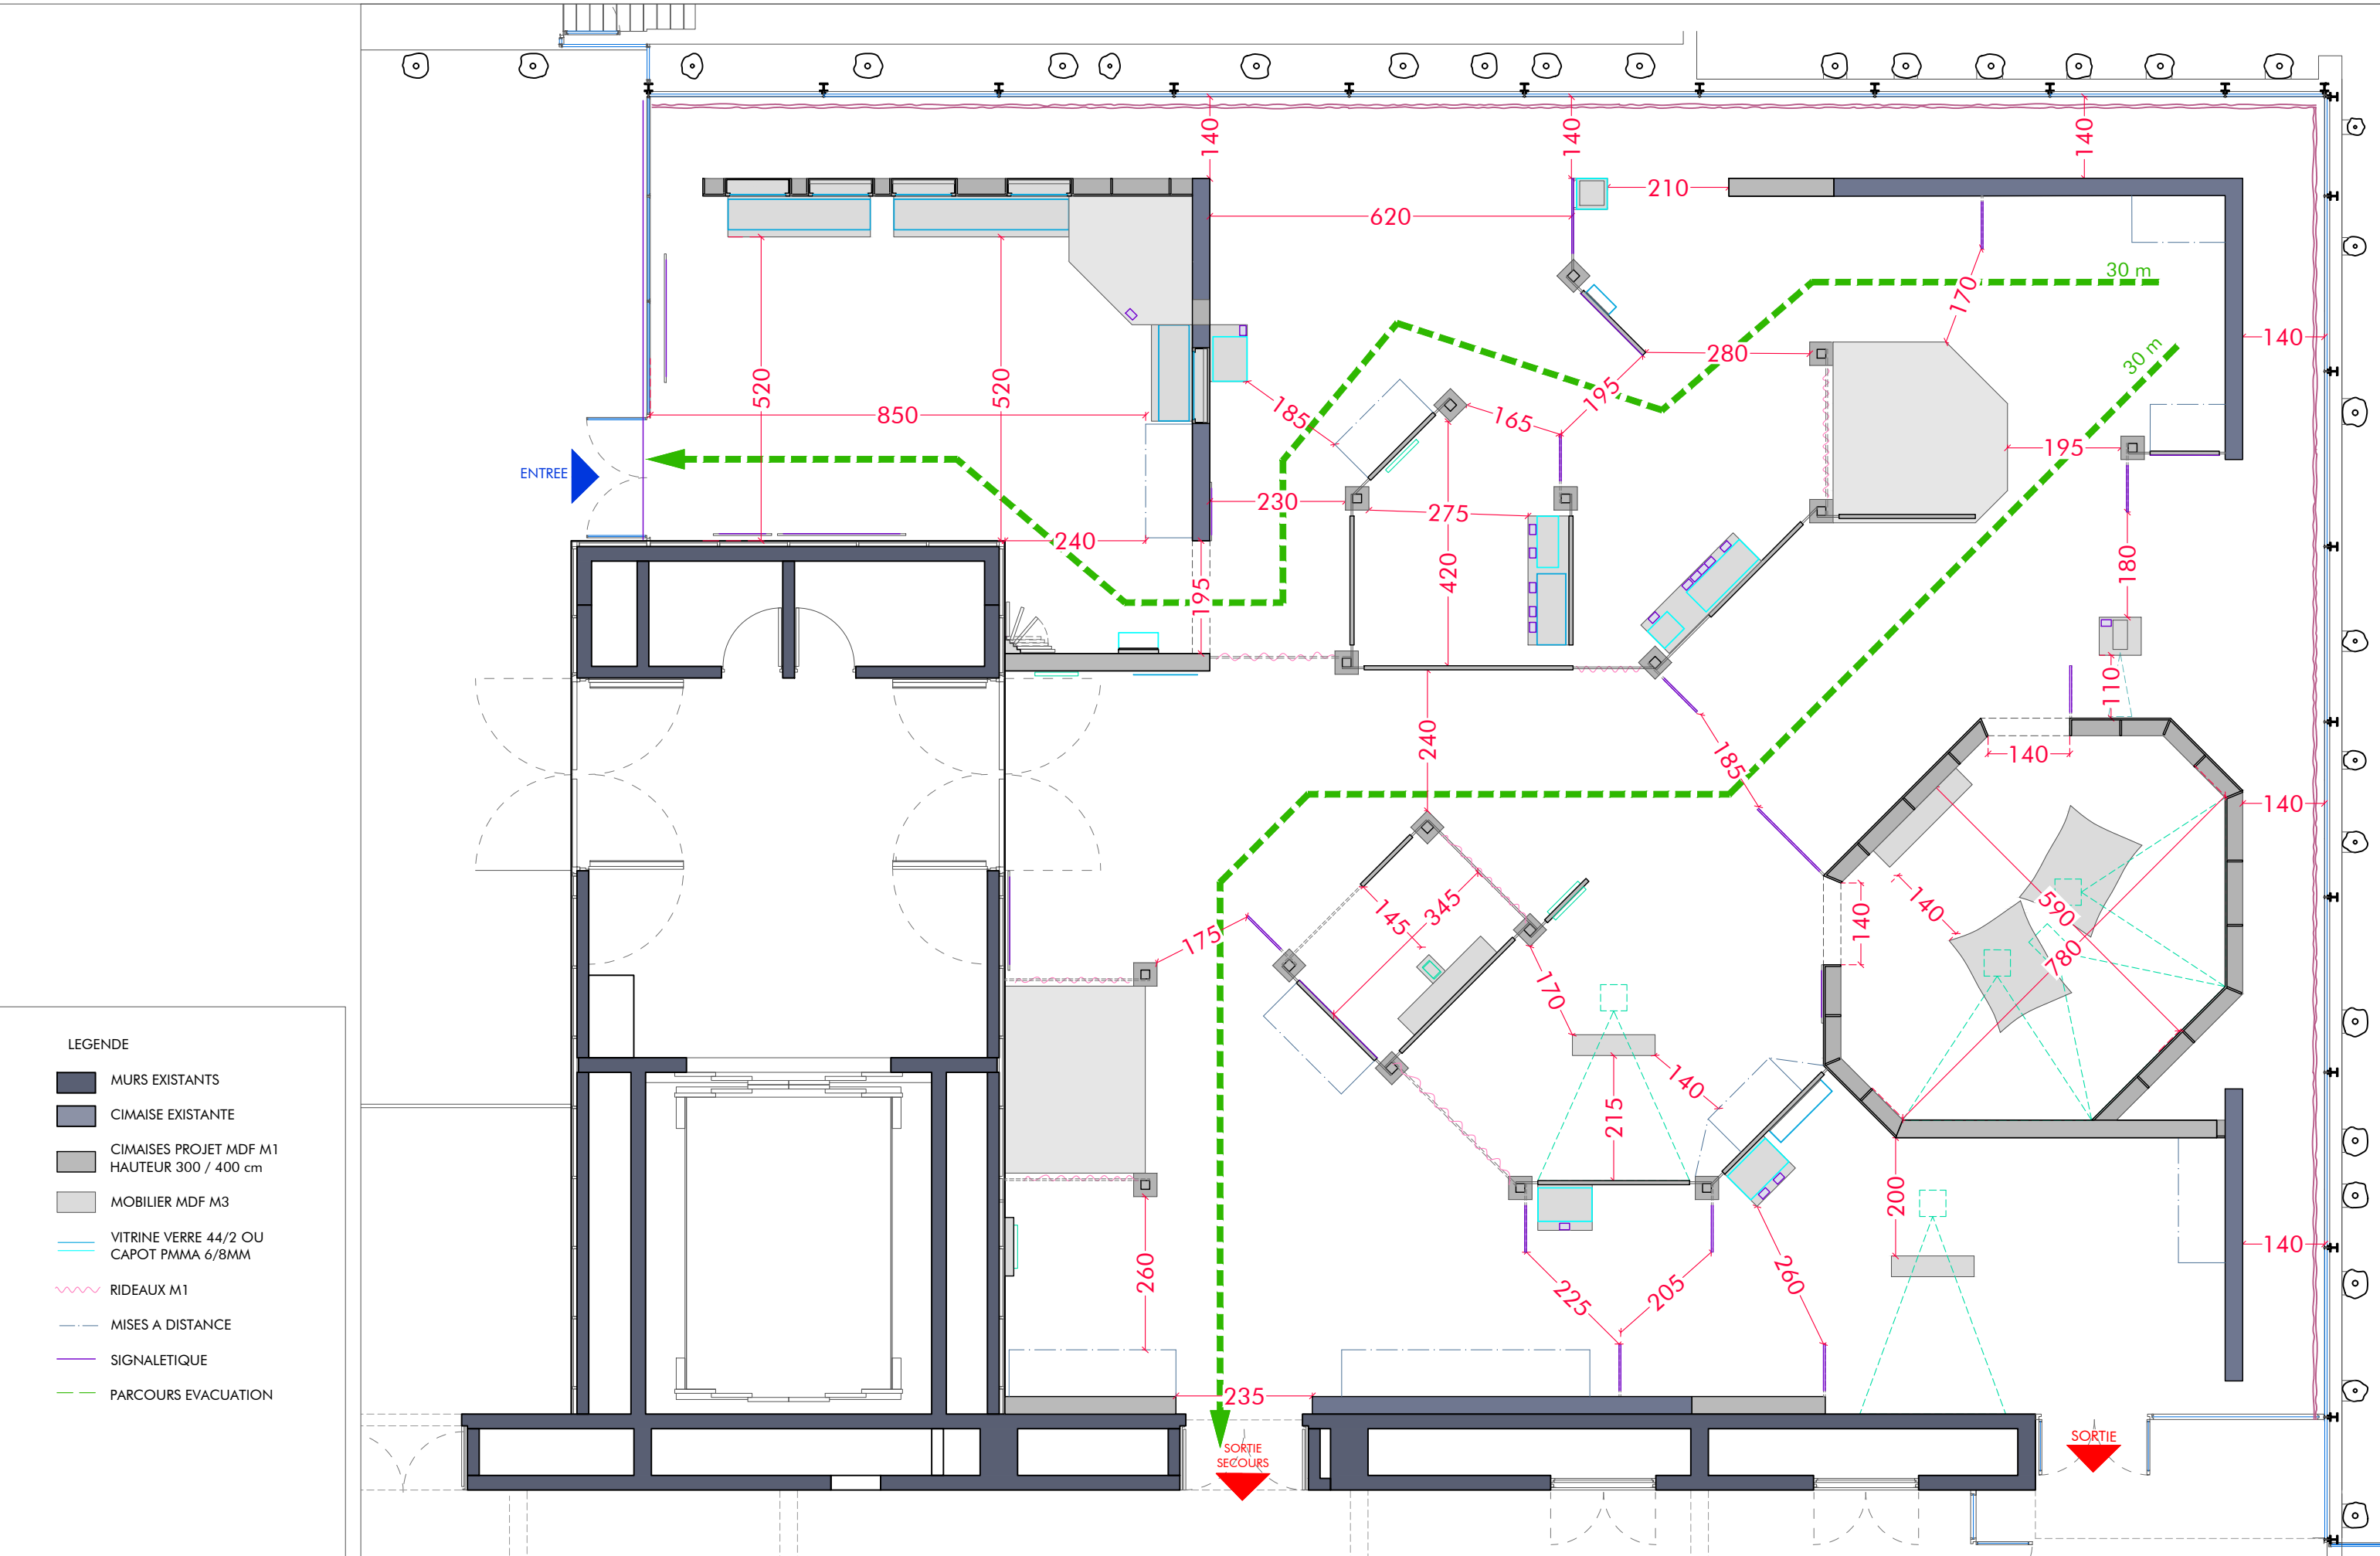 140
140
140
210
620
30 m
170
280
140
30 m
520
520
850
185
195
165
195
ENTREE
230
275
240
420
180
195
110
240
185
140
140
145
345
140
140
590
780
175
170
LEGENDE
MURS EXISTANTS
CIMAISE EXISTANTE
CIMAISES PROJET MDF M1
HAUTEUR 300 / 400 cm
MOBILIER MDF M3
VITRINE VERRE 44/2 OU
CAPOT PMMA 6/8MM
RIDEAUX M1
MISES A DISTANCE
SIGNALETIQUE
PARCOURS EVACUATION
140
215
200
140
260
225
205
260
235
SORTIE
SECOURS
SORTIE